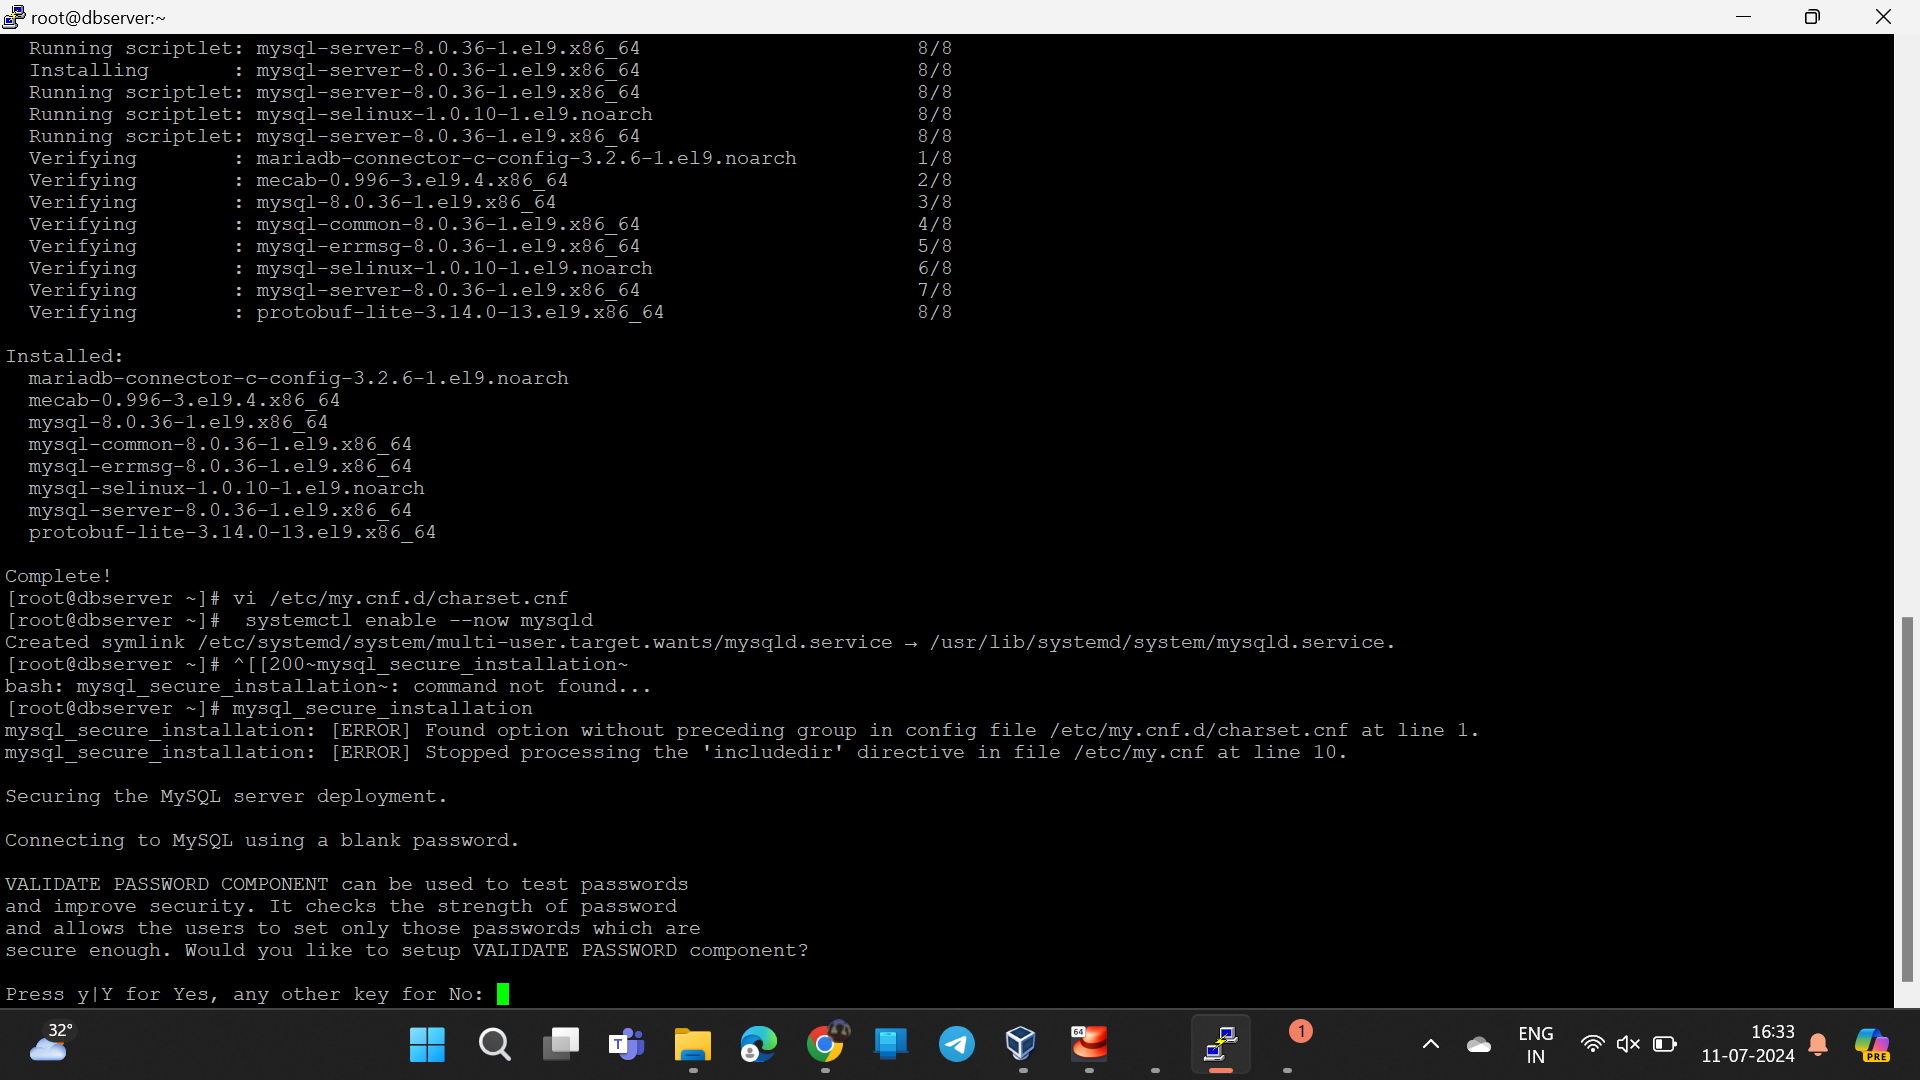 root@dbserver:~
Running scriptlet: mysql-server-8.0.36-1.el9.x86_64 8/8
Installing : mysql-server-8.0.36-1.el9.x86_64 8/8
Running scriptlet: mysql-server-8.0.36-1.el9.x86_64 8/8
Running scriptlet: mysql-selinux-1.0.10-1.el9.noarch 8/8
Running scriptlet: mysql-server-8.0.36-1.el9.x86_64 8/8
Verifying : mariadb-connector-c-config-3.2.6-1.el9.noarch 1/8
Verifying : mecab-0.996-3.el9.4.x86_64 2/8
Verifying : mysql-8.0.36-1.el9.x86_64 3/8
Verifying : mysql-common-8.0.36-1.el9.x86_64 4/8
Verifying : mysql-errmsg-8.0.36-1.el9.x86_64 5/8
Verifying : mysql-selinux-1.0.10-1.el9.noarch 6/8
Verifying : mysql-server-8.0.36-1.el9.x86_64 7/8
Verifying : protobuf-lite-3.14.0-13.el9.x86_64 8/8
Installed:
mariadb-connector-c-config-3.2.6-1.el9.noarch
mecab-0.996-3.el9.4.x86_64
mysql-8.0.36-1.el9.x86_64
mysql-common-8.0.36-1.el9.x86_64
mysql-errmsg-8.0.36-1.el9.x86_64
mysql-selinux-1.0.10-1.el9.noarch
mysql-server-8.0.36-1.el9.x86_64
protobuf-lite-3.14.0-13.el9.x86_64
Complete!
[root@dbserver ~]# vi /etc/my.cnf.d/charset.cnf
[root@dbserver ~]#  systemctl enable --now mysqld
Created symlink /etc/systemd/system/multi-user.target.wants/mysqld.service → /usr/lib/systemd/system/mysqld.service.
[root@dbserver ~]# ^[[200~mysql_secure_installation~
bash: mysql_secure_installation~: command not found...
[root@dbserver ~]# mysql_secure_installation
mysql_secure_installation: [ERROR] Found option without preceding group in config file /etc/my.cnf.d/charset.cnf at line 1.
mysql_secure_installation: [ERROR] Stopped processing the 'includedir' directive in file /etc/my.cnf at line 10.
Securing the MySQL server deployment.
Connecting to MySQL using a blank password.
VALIDATE PASSWORD COMPONENT can be used to test passwords
and improve security. It checks the strength of password
and allows the users to set only those passwords which are
secure enough. Would you like to setup VALIDATE PASSWORD component?
Press y|Y for Yes, any other key for No:
32°
T
64
1
ENG
IN
16:33
11-07-2024
PRE